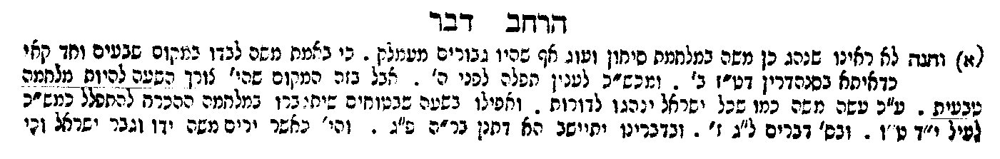 הרחב דבר
(א) והנה לא ראינו שנהג כן משה במלחמת סיחון ועוג אף שהיו גבורים מעמלק. כי באמת משה לבדו במקום שבעים וחד קאי
כדאיתא בסנהדרין דט״ז ב׳. ומכש״כ לענין תפלה לפני ה׳. אבל בזה המקום שהי׳ צורך השעה להיות מלחמה
טבעית. ע״כ עשה משה כמו שכל ישראל ינהגו לדורות. ואפילו בשעה שבטוחים שיתגברו במלחמה ההכרח להתפלל כמש״כ
לעיל י״ד ט״ו. ובס׳ דברים ל״ג ז׳. ובדברינו יתיישב הא דתנן בר״ה פ״ג. והי׳ כאשר ירים משה ידו וגבר ישראל וכי